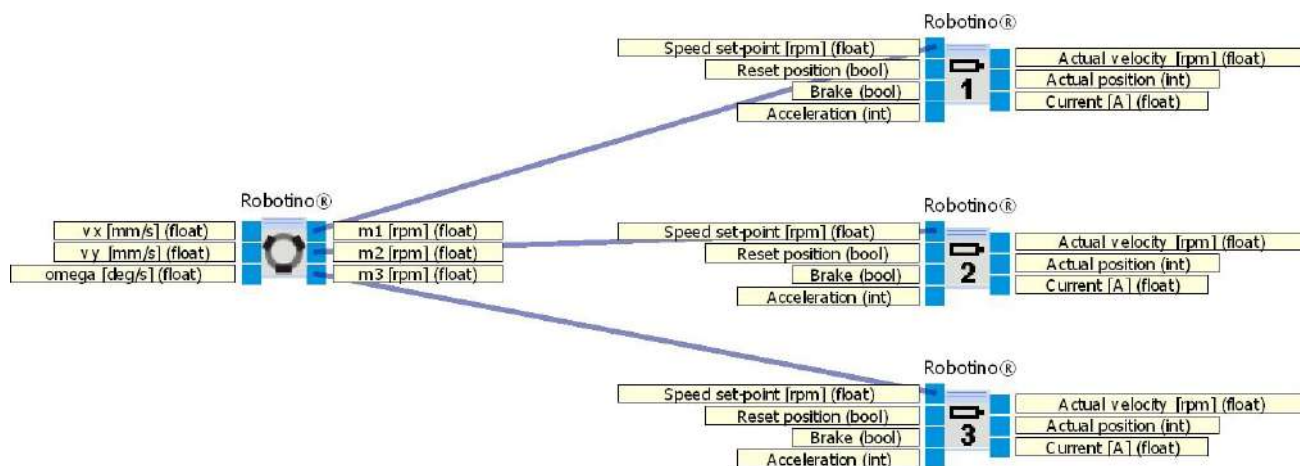 Robotino®
Speed set-point [rpm] (float)
Reset position (bool)
Brake (bool)
Acceleration (int)
1
Actual velocity [rpm] (float)
Actual position (int)
Current [A] (float)
Robotino®
vx [mm/s] (float)
vy [mm/s] (float)
omega [deg/s] (float)
m1 [rpm] (float)
m2 [rpm] (float)
m3 [rpm] (float)
Robotino®
Speed set-point [rpm] (float)
Reset position (bool)
Brake (bool)
Acceleration (int)
2
Actual velocity [rpm] (float)
Actual position (int)
Current [A] (float)
Robotino®
Speed set-point [rpm] (float)
Reset position (bool)
Brake (bool)
Acceleration (int)
3
Actual velocity [rpm] (float)
Actual position (int)
Current [A] (float)